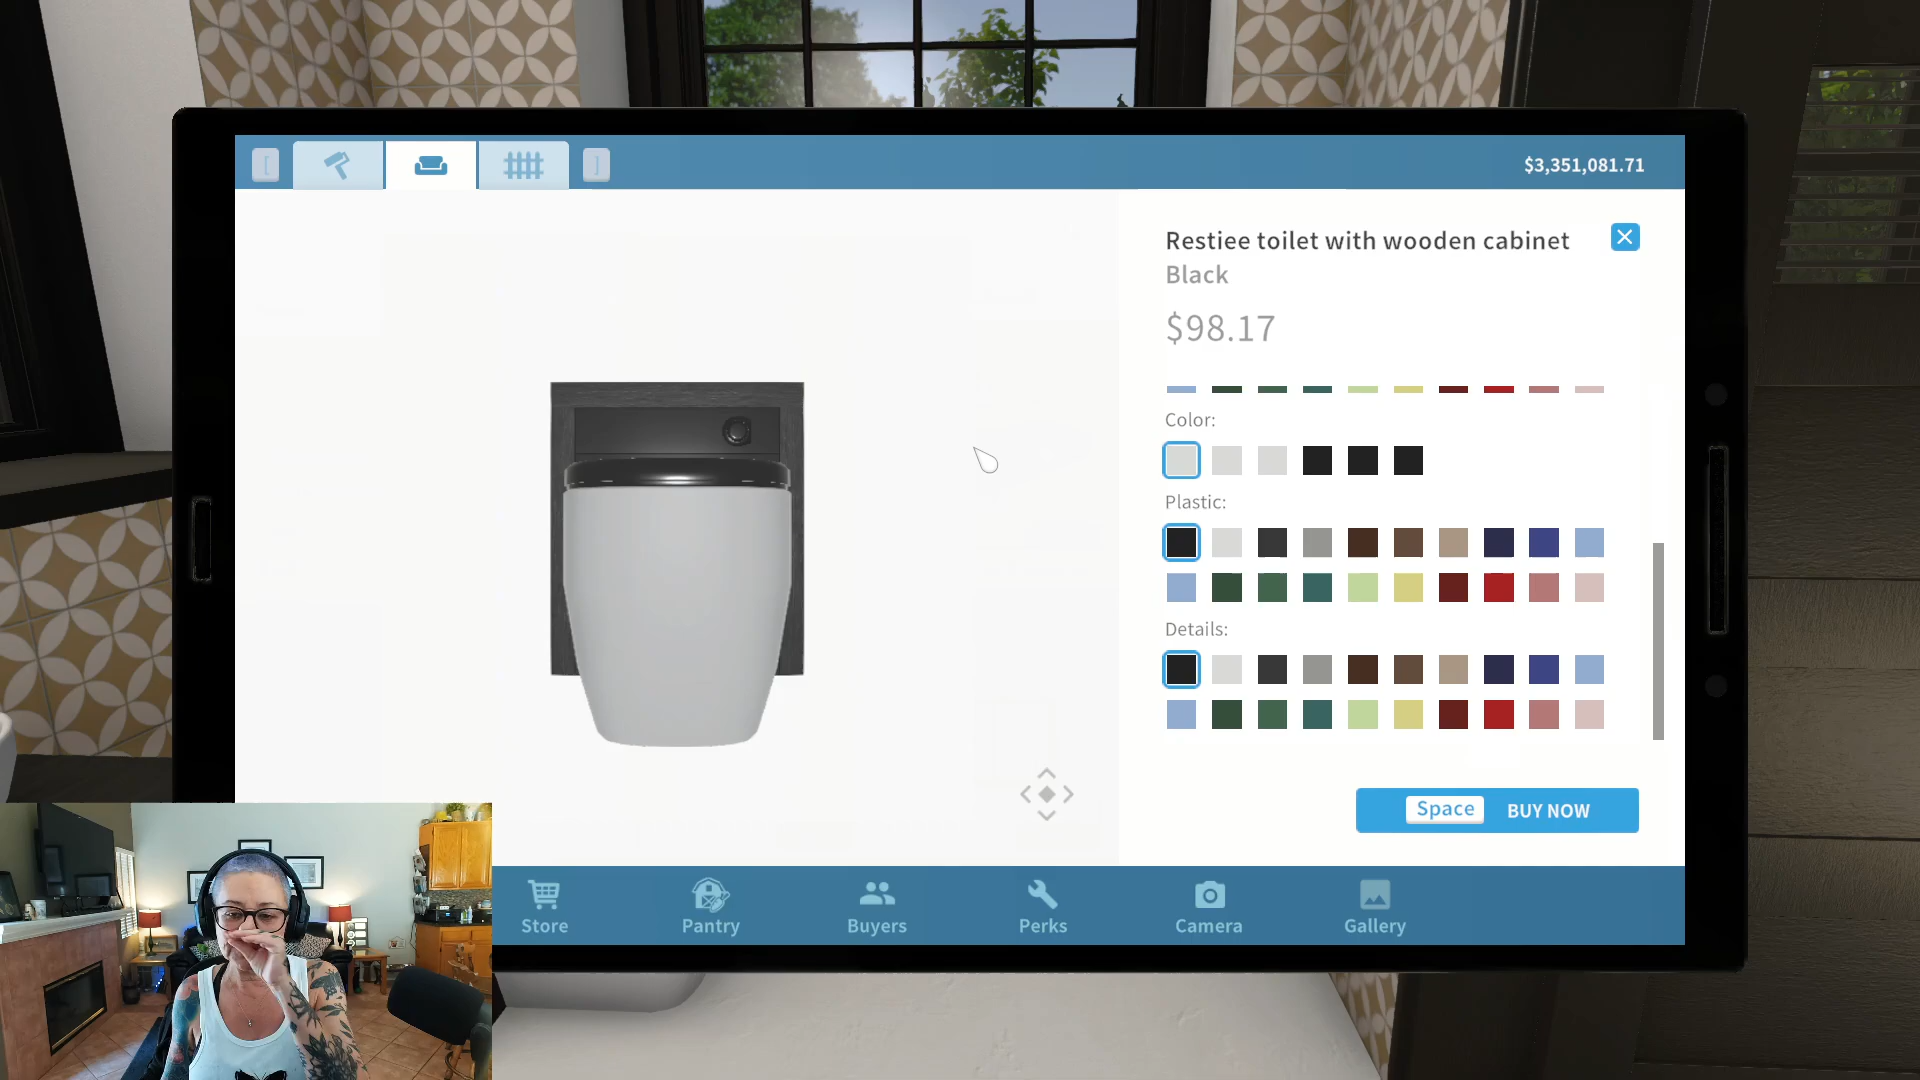 [
]
$3,351,081.71
Restiee toilet with wooden cabinet
Black
$98.17
Color:
Plastic:
Details:
Space BUY NOW
Store
Pantry
Buyers
Perks
Camera
Gallery